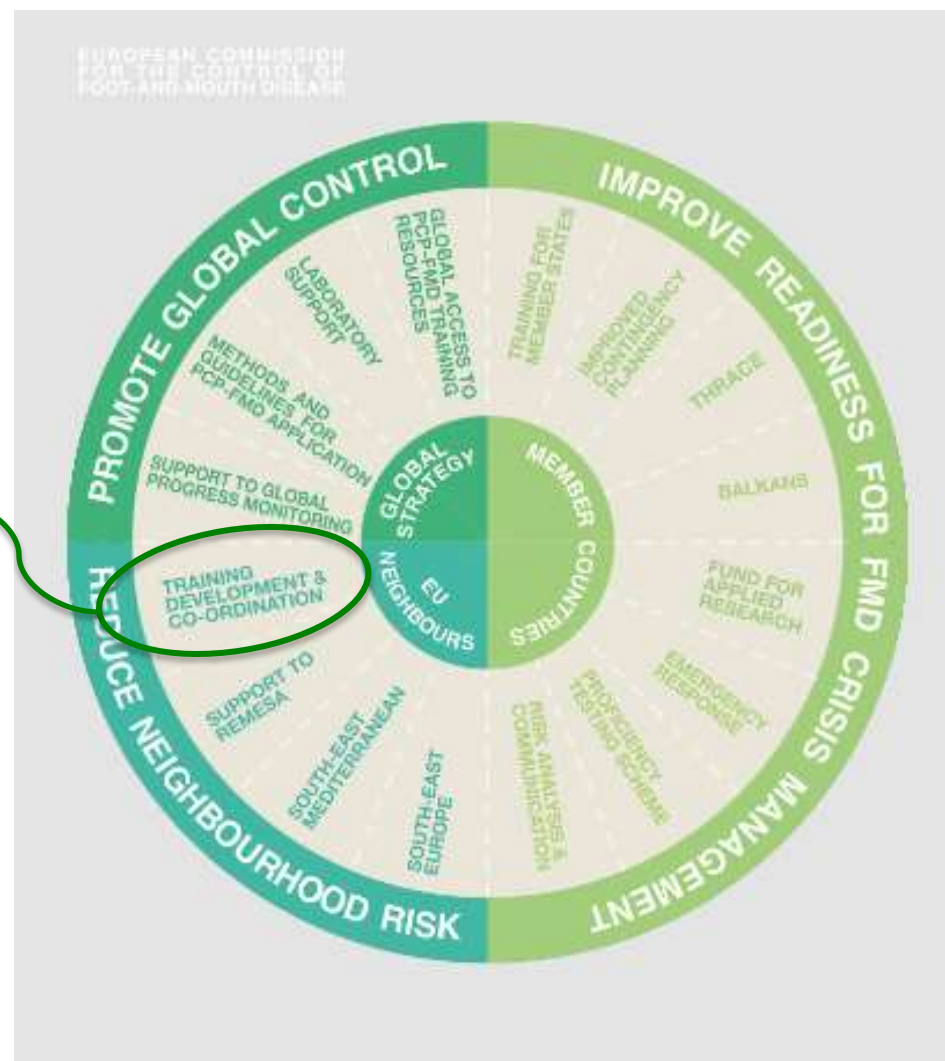 EUROPEAN COMMISSION
FOR THE CONTROL OF
FOOT-AND-MOUTH DISEASE
PROMOTE GLOBAL CONTROL
IMPROVE READINESS FOR FMD CRISIS MANAGEMENT
REDUCE NEIGHBOURHOOD RISK
GLOBAL
STRATEGY
MEMBER COUNTRIES
EU
NEIGHBOURS
GLOBAL ACCESS TO
PCP-FMD TRAINING
RESOURCES
LABORATORY
SUPPORT
METHODS AND
GUIDELINES FOR
PCP-FMD APPLICATION
SUPPORT TO GLOBAL
PROGRESS MONITORING
TRAINING
DEVELOPMENT &
CO-ORDINATION
SUPPORT TO
REMESA
SOUTH-EAST
MEDITERRANEAN
SOUTH-EAST
EUROPE
TRAINING FOR
MEMBER STATES
IMPROVED
CONTINGENCY
PLANNING
THRACE
BALKANS
FUND FOR
APPLIED
RESEARCH
EMERGENCY
RESPONSE
PROFICIENCY
TESTING SCHEME
RISK ANALYSIS &
COMMUNICATION